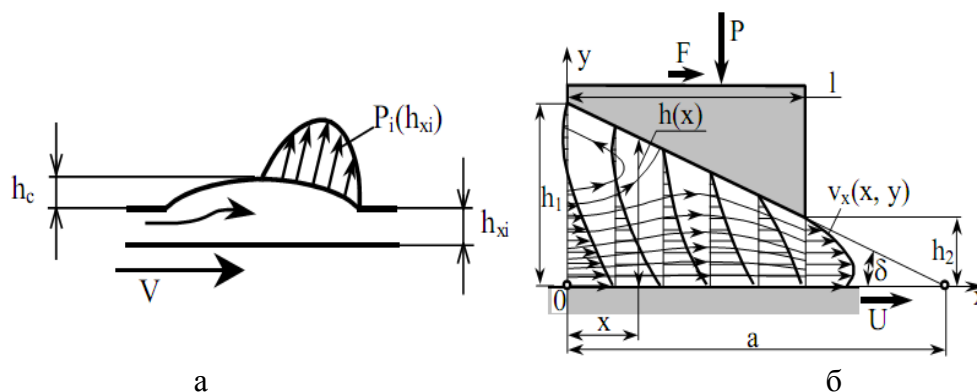 P_i(h_xi)
h_c
h_xi
V
а
y
P
F
l
h(x)
h_1
v_x(x, y)
h_2
δ
0
x
U
x
a
б